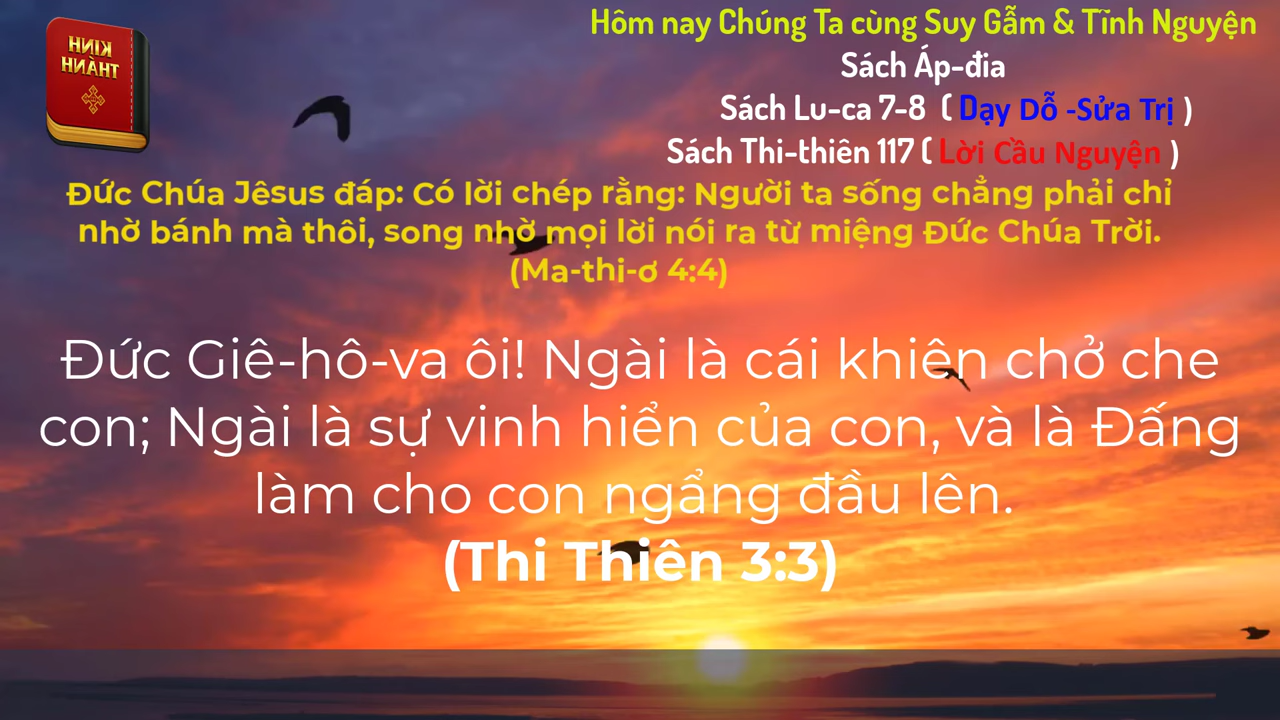 KINH
THÀNH
Hôm nay Chúng Ta cùng Suy Gẫm & Tĩnh Nguyện
Sách Áp-đia
Sách Lu-ca 7-8 ( Dạy Dỗ -Sửa Trị )
Sách Thi-thiên 117 ( Lời Cầu Nguyện )
Đức Chúa Jêsus đáp: Có lời chép rằng: Người ta sống chẳng phải chỉ
nhờ bánh mà thôi, song nhờ mọi lời nói ra từ miệng Đức Chúa Trời.
(Ma-thi-ơ 4:4)
Đức Giê-hô-va ôi! Ngài là cái khiên chở che
con; Ngài là sự vinh hiển của con, và là Đấng
làm cho con ngẩng đầu lên.
(Thi Thiên 3:3)